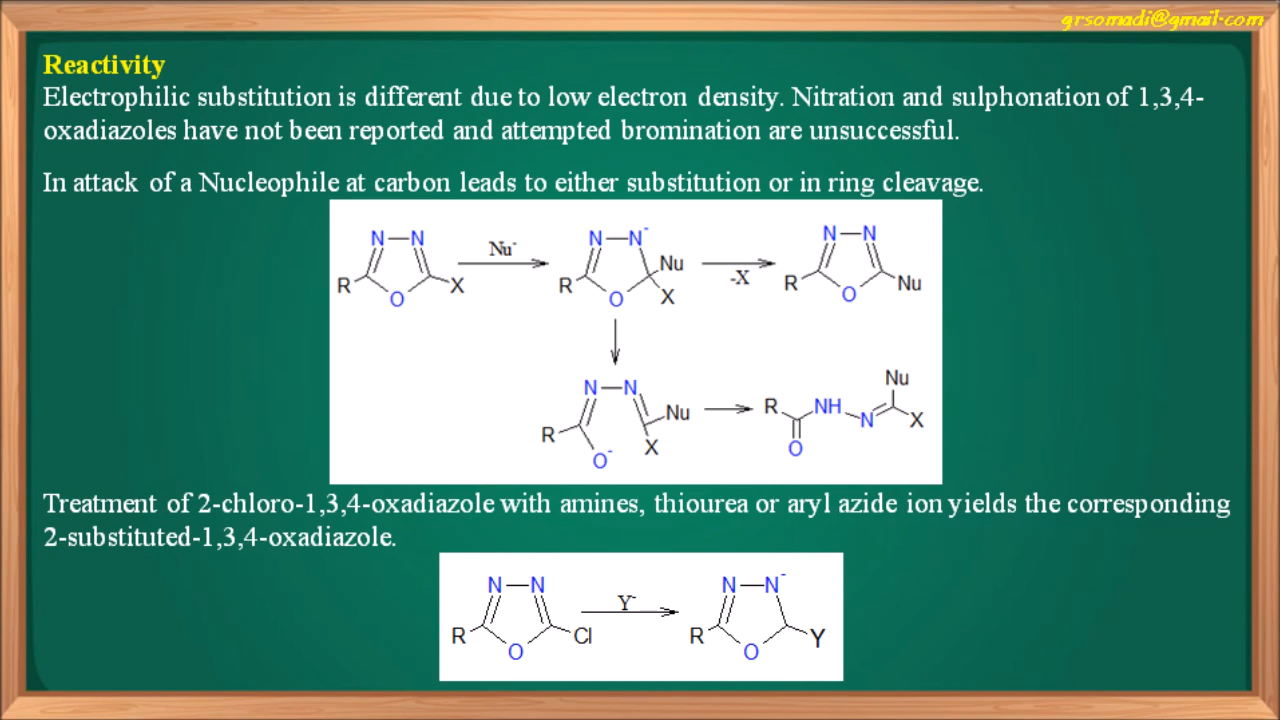 grsomadi@gmail-com
Reactivity
Electrophilic substitution is different due to low electron density. Nitration and sulphonation of 1,3,4-
oxadiazoles have not been reported and attempted bromination are unsuccessful.
In attack of a Nucleophile at carbon leads to either substitution or in ring cleavage.
N N R O X
Nu-
N N- R O Nu X
-X
N N R O Nu
N N R O- Nu X
R O NH N Nu X
Treatment of 2-chloro-1,3,4-oxadiazole with amines, thiourea or aryl azide ion yields the corresponding
2-substituted-1,3,4-oxadiazole.
N N R O Cl
Y-
N N- R O Y